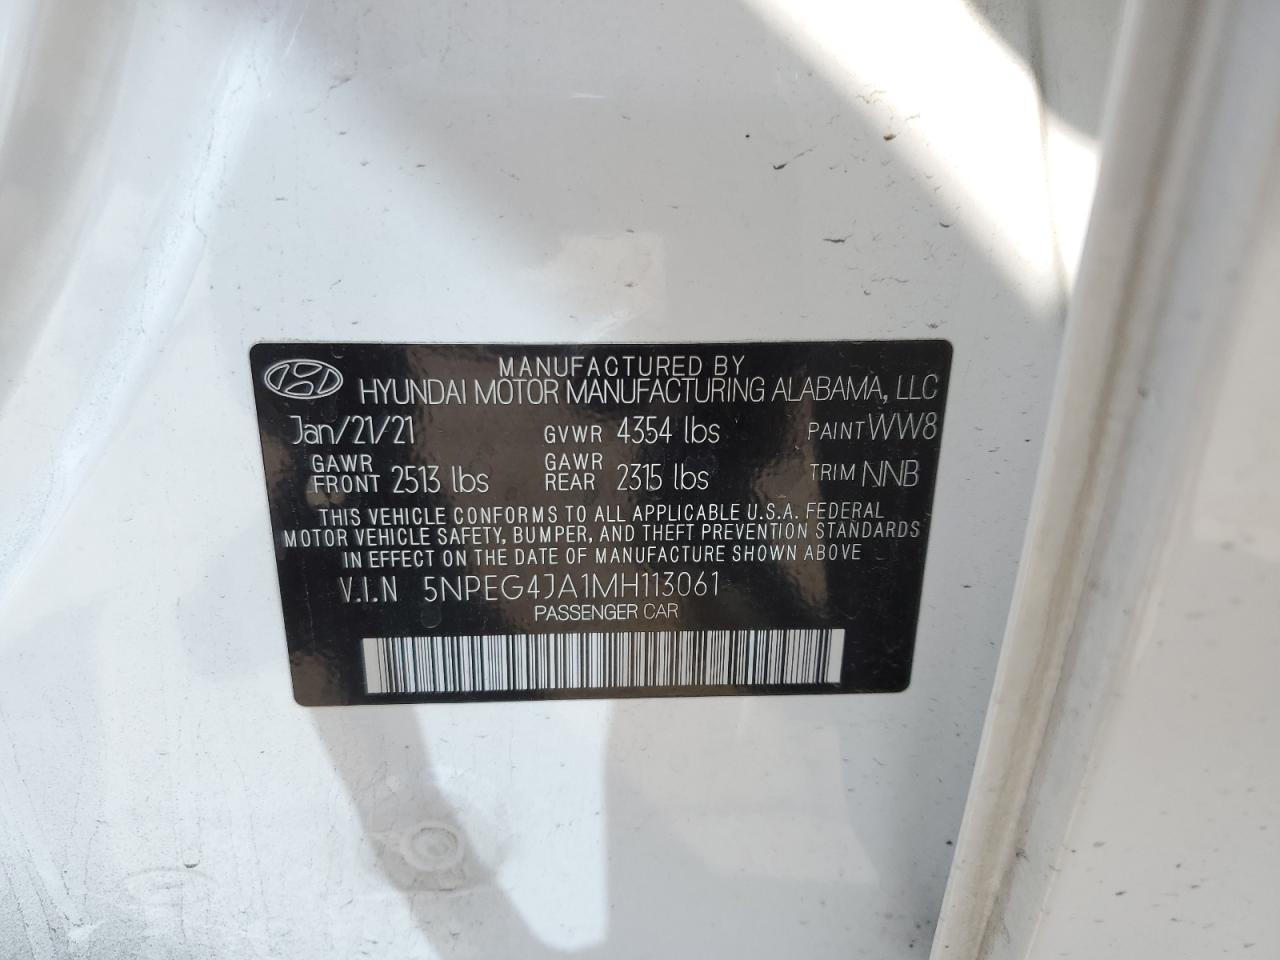 MANUFACTURED BY
HYUNDAI MOTOR MANUFACTURING ALABAMA, LLC
Jan/21/21 GVWR 4354 lbs PAINT WW8
GAWR FRONT 2513 lbs GAWR REAR 2315 lbs TRIM NNB
THIS VEHICLE CONFORMS TO ALL APPLICABLE U.S.A. FEDERAL
MOTOR VEHICLE SAFETY, BUMPER, AND THEFT PREVENTION STANDARDS
IN EFFECT ON THE DATE OF MANUFACTURE SHOWN ABOVE
V.I.N 5NPEG4JA1MH113061
PASSENGER CAR